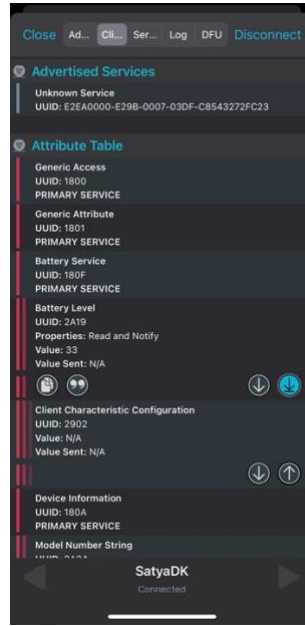 Close Ad... Cli... Ser... Log DFU Disconnect
Advertised Services
Unknown Service
UUID: E2EA0000-E29B-0007-03DF-C8543272FC23
Attribute Table
Generic Access
UUID: 1800
PRIMARY SERVICE
Generic Attribute
UUID: 1801
PRIMARY SERVICE
Battery Service
UUID: 180F
PRIMARY SERVICE
Battery Level
UUID: 2A19
Properties: Read and Notify
Value: 33
Value Sent: N/A
Client Characteristic Configuration
UUID: 2902
Value: N/A
Value Sent: N/A
Device Information
UUID: 180A
PRIMARY SERVICE
Model Number String
SatyaDK
Connected